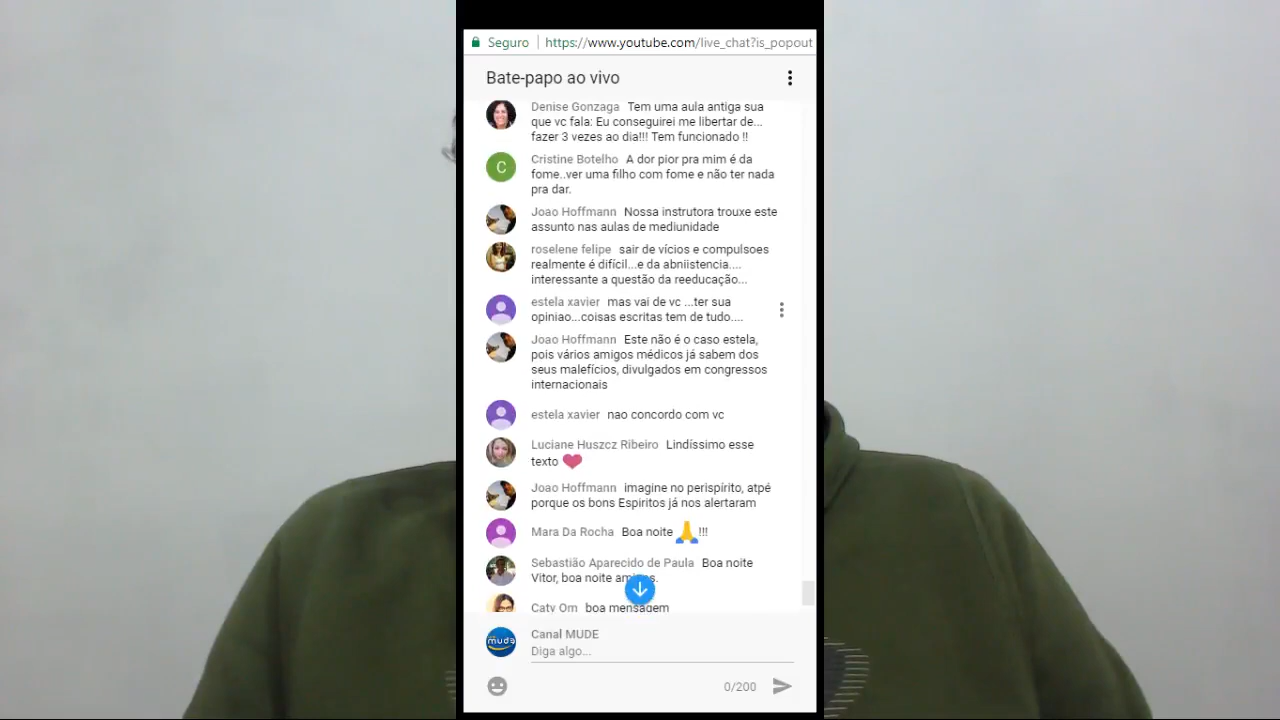 Seguro
https://www.youtube.com/live_chat?is_popout
Bate-papo ao vivo
Denise Gonzaga Tem uma aula antiga sua
que vc fala: Eu conseguirei me libertar de...
fazer 3 vezes ao dia!!! Tem funcionado !!
C
Cristine Botelho A dor pior pra mim é da
fome..ver uma filho com fome e não ter nada
pra dar.
Joao Hoffmann Nossa instrutora trouxe este
assunto nas aulas de mediunidade
roselene felipe sair de vícios e compulsoes
realmente é difícil...e da abniistencia....
interessante a questão da reeducação...
estela xavier mas vai de vc ...ter sua
opiniao...coisas escritas tem de tudo....
Joao Hoffmann Este não é o caso estela,
pois vários amigos médicos já sabem dos
seus malefícios, divulgados em congressos
internacionais
estela xavier nao concordo com vc
Luciane Huszcz Ribeiro Lindíssimo esse
texto ❤
Joao Hoffmann imagine no perispírito, atpé
porque os bons Espiritos já nos alertaram
Mara Da Rocha Boa noite 🙏 !!!
Sebastião Aparecido de Paula Boa noite
Vitor, boa noite amigos.
Caty Om boa mensagem
muda
Canal MUDE
Diga algo...
0/200